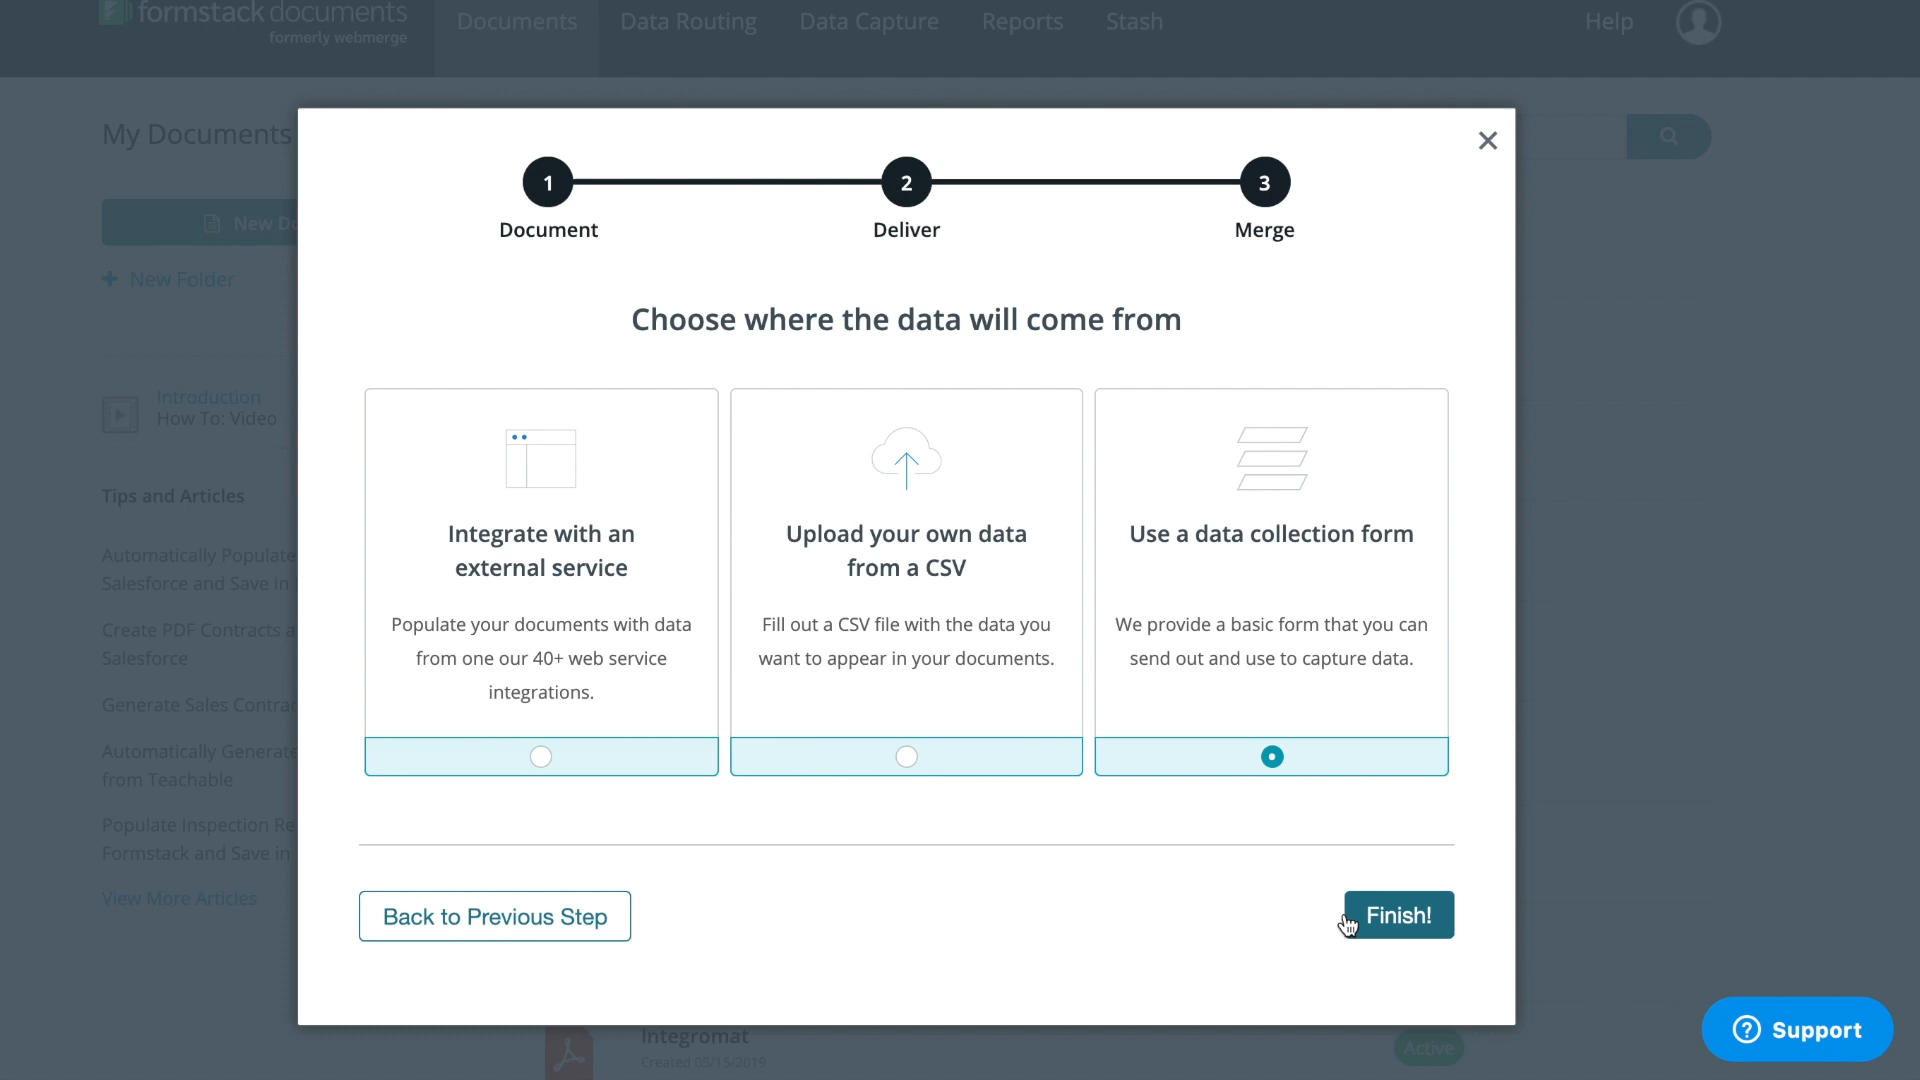 formstack documents
formerly webmerge
Documents
Data Routing
Data Capture
Reports
Stash
Help
My Documents
New Folder
Introduction
How To: Video
Tips and Articles
Automatically Populate
Salesforce and Save in
Create PDF Contracts a
Salesforce
Generate Sales Contrac
Automatically Generate
from Teachable
Populate Inspection Re
Formstack and Save in
View More Articles
New Do
1
2
3
Document
Deliver
Merge
Choose where the data will come from
Integrate with an
external service
Populate your documents with data
from one our 40+ web service
integrations.
Upload your own data
from a CSV
Fill out a CSV file with the data you
want to appear in your documents.
Use a data collection form
We provide a basic form that you can
send out and use to capture data.
Back to Previous Step
Finish!
Integromat
Created 05/15/2019
Active
Support